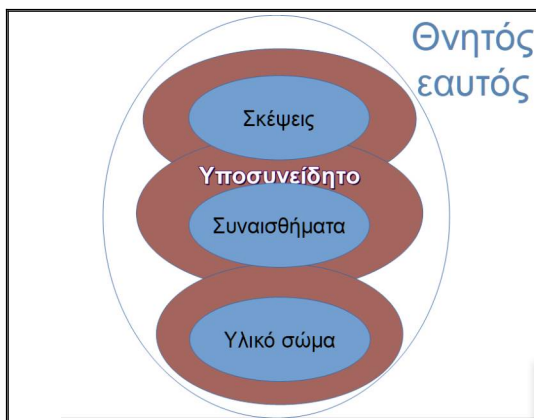 Θνητός
εαυτός
Σκέψεις
Υποσυνείδητο
Συναισθήματα
Υλικό σώμα